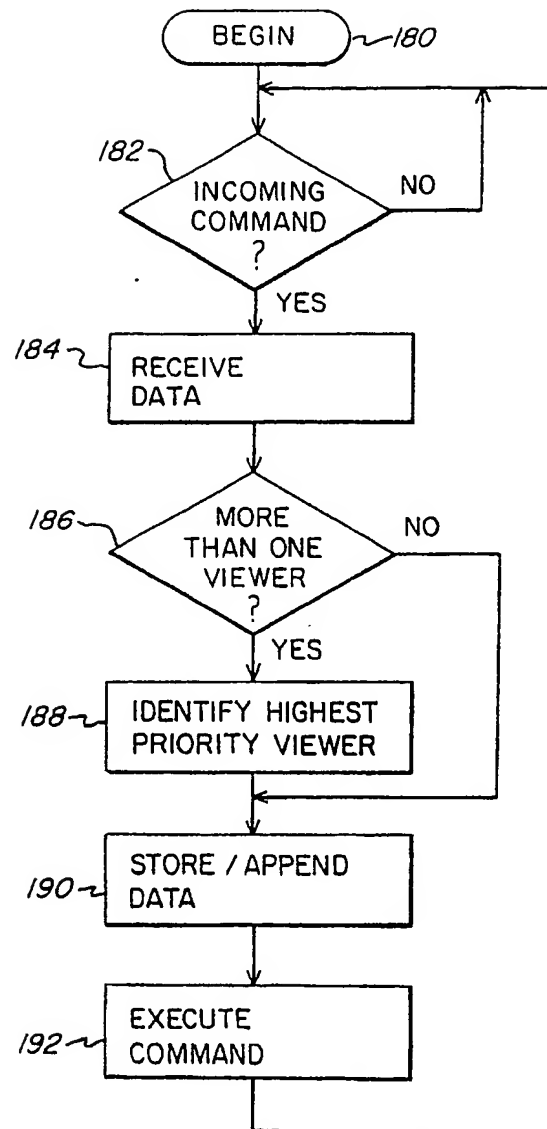 BEGIN
180
182
INCOMING
COMMAND
?
NO
YES
184
RECEIVE
DATA
186
MORE
THAN ONE
VIEWER
?
NO
YES
188
IDENTIFY HIGHEST
PRIORITY VIEWER
190
STORE / APPEND
DATA
192
EXECUTE
COMMAND